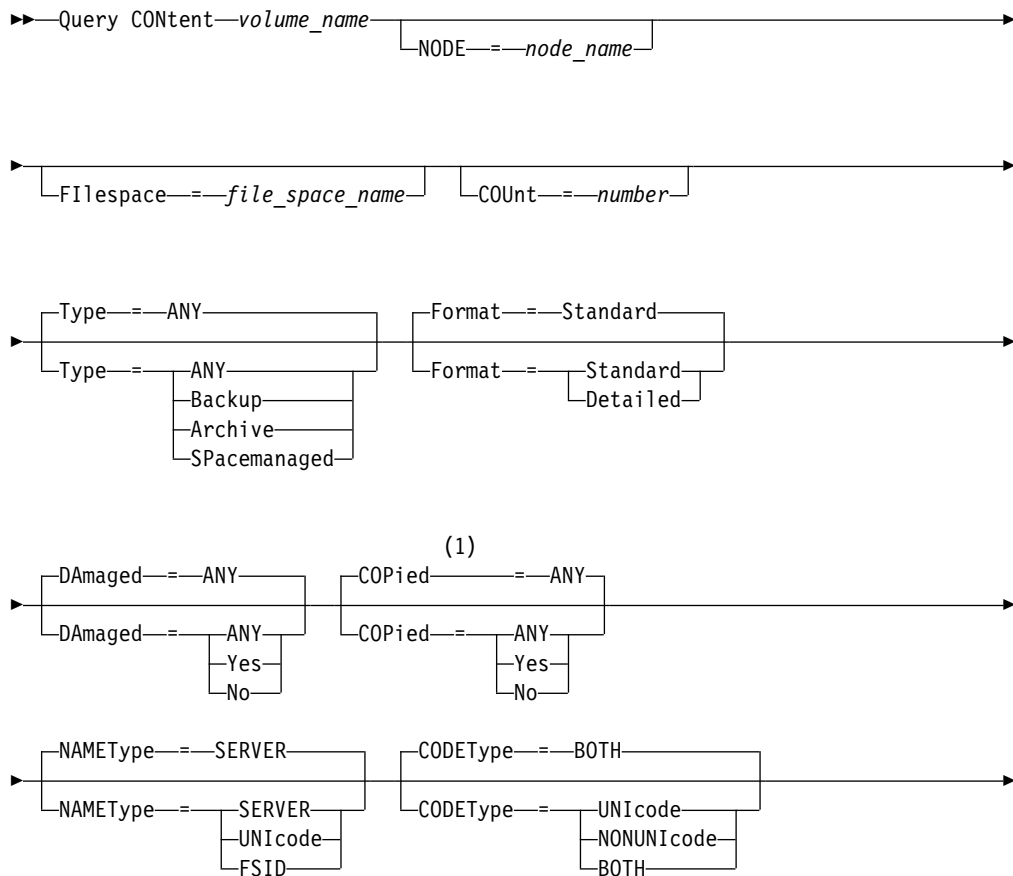 Query CONtent volume_name
NODE = node_name
FIlespace = file_space_name COUnt = number
Type = ANY Format = Standard
Type = ANY Format = Standard
Backup Detailed
Archive
SPacemanaged
(1)
DAmaged = ANY COPied = ANY
DAmaged = ANY COPied = ANY
Yes Yes
No No
NAMEType = SERVER CODEType = BOTH
NAMEType = SERVER CODEType = UNIcode
UNIcode NONUNIcode
FSID BOTH